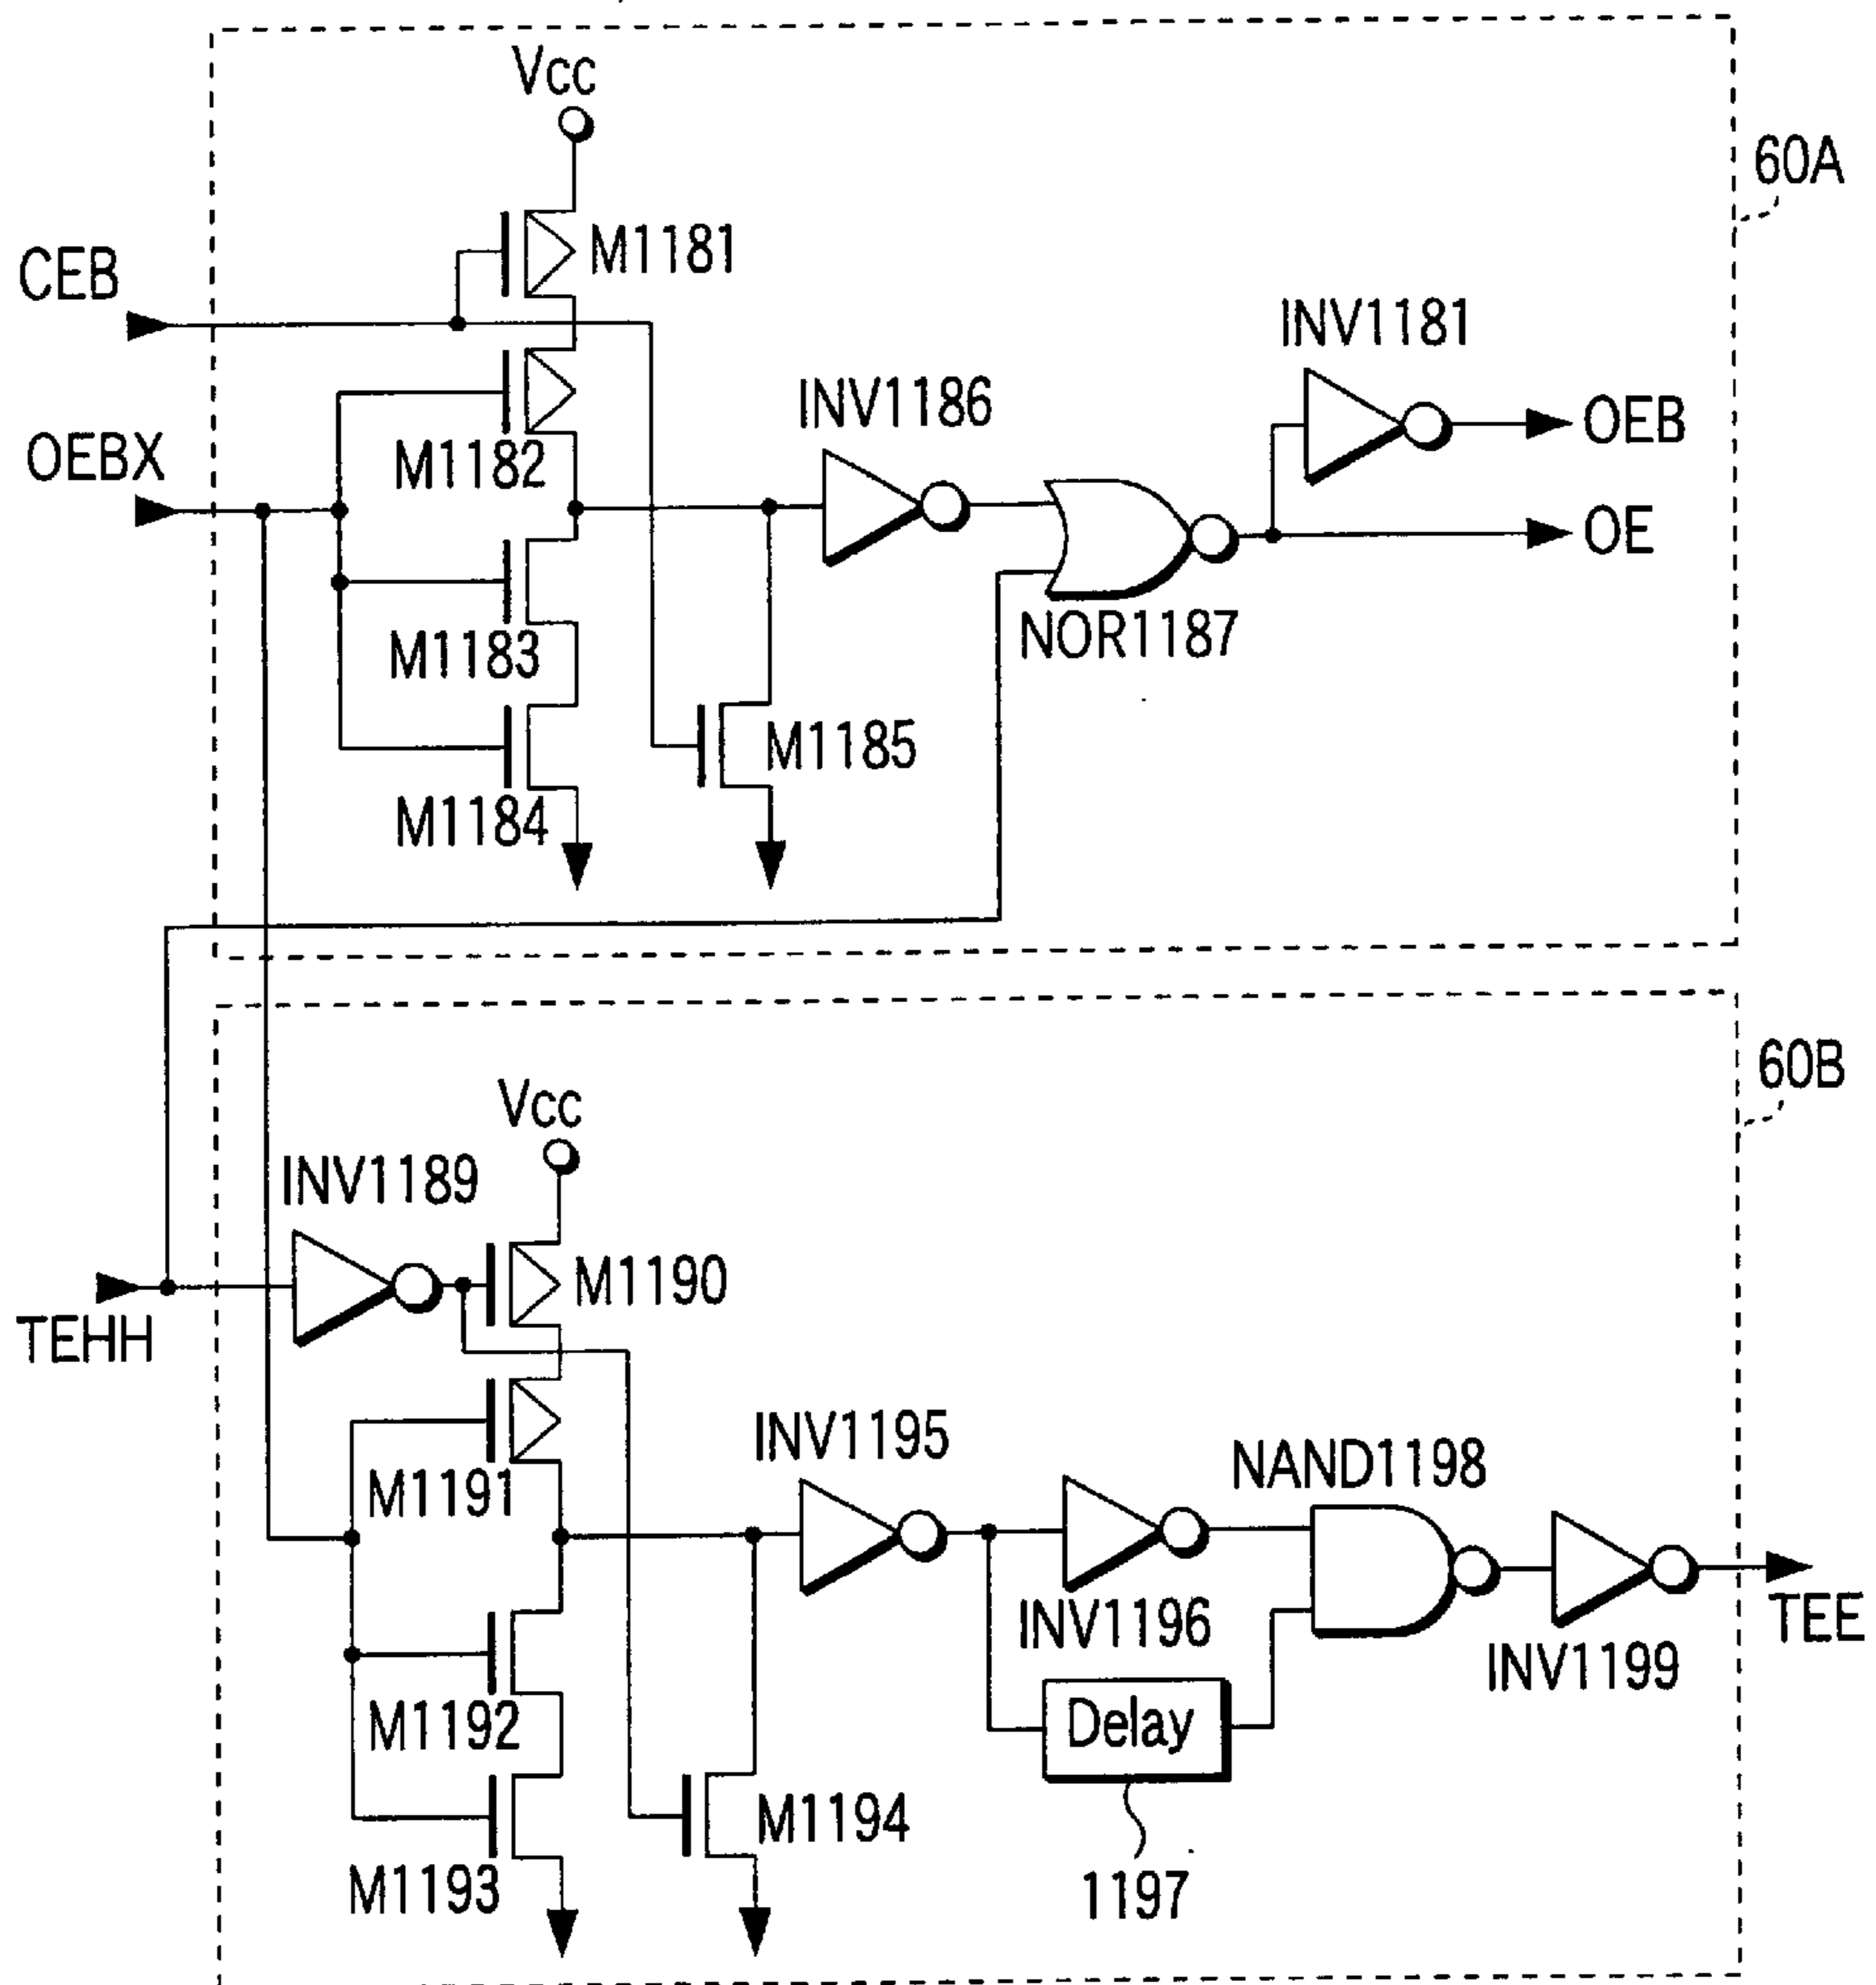 Vcc
60A
CEB
M1181
INV1181
INV1186
OEB
M1182
OEBX
OE
M1183
NOR1187
M1185
M1184
60B
Vcc
INV1189
M1190
TEHH
INV1195
NAND1198
M1191
INV1196
TEE
INV1199
M1192
Delay
M1194
M1193
1197